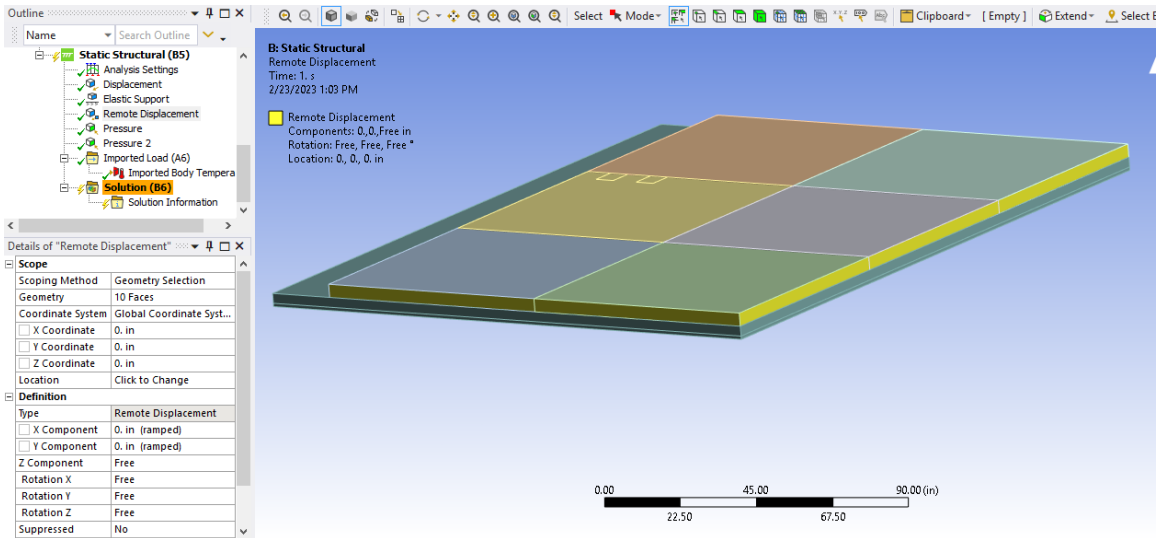 Outline
Name
Search Outline
Static Structural (B5)
Analysis Settings
Displacement
Elastic Support
Remote Displacement
Pressure
Pressure 2
Imported Load (A6)
Imported Body Tempera
Solution (B6)
Solution Information
Details of "Remote Displacement"
Scope
Scoping Method Geometry Selection
Geometry 10 Faces
Coordinate System Global Coordinate Syst...
X Coordinate 0. in
Y Coordinate 0. in
Z Coordinate 0. in
Location Click to Change
Definition
Type Remote Displacement
X Component 0. in (ramped)
Y Component 0. in (ramped)
Z Component Free
Rotation X Free
Rotation Y Free
Rotation Z Free
Suppressed No
Select Mode Clipboard [ Empty ] Extend Select B
B: Static Structural
Remote Displacement
Time: 1. s
2/23/2023 1:03 PM
Remote Displacement
Components: 0.,0.,Free in
Rotation: Free, Free, Free °
Location: 0., 0., 0. in
0.00 45.00 90.00 (in)
22.50 67.50